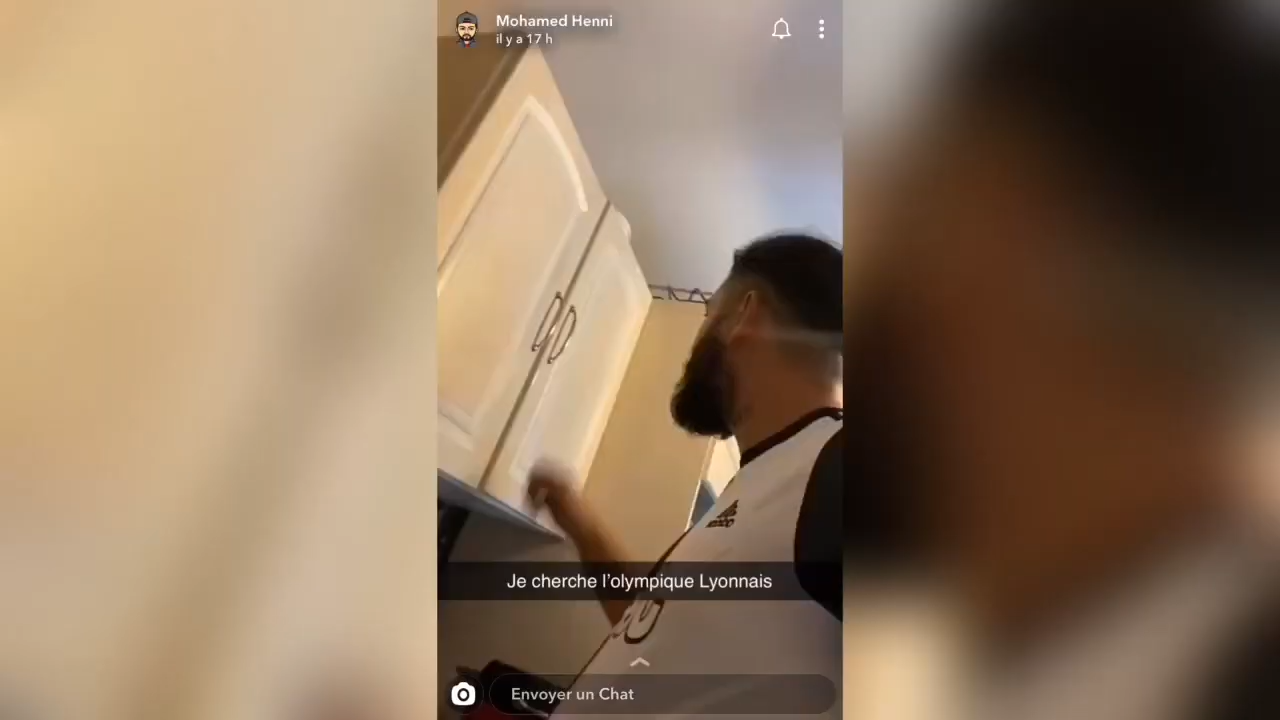 Mohamed Henni
il y a 17 h
Je cherche l'olympique Lyonnais
Envoyer un Chat